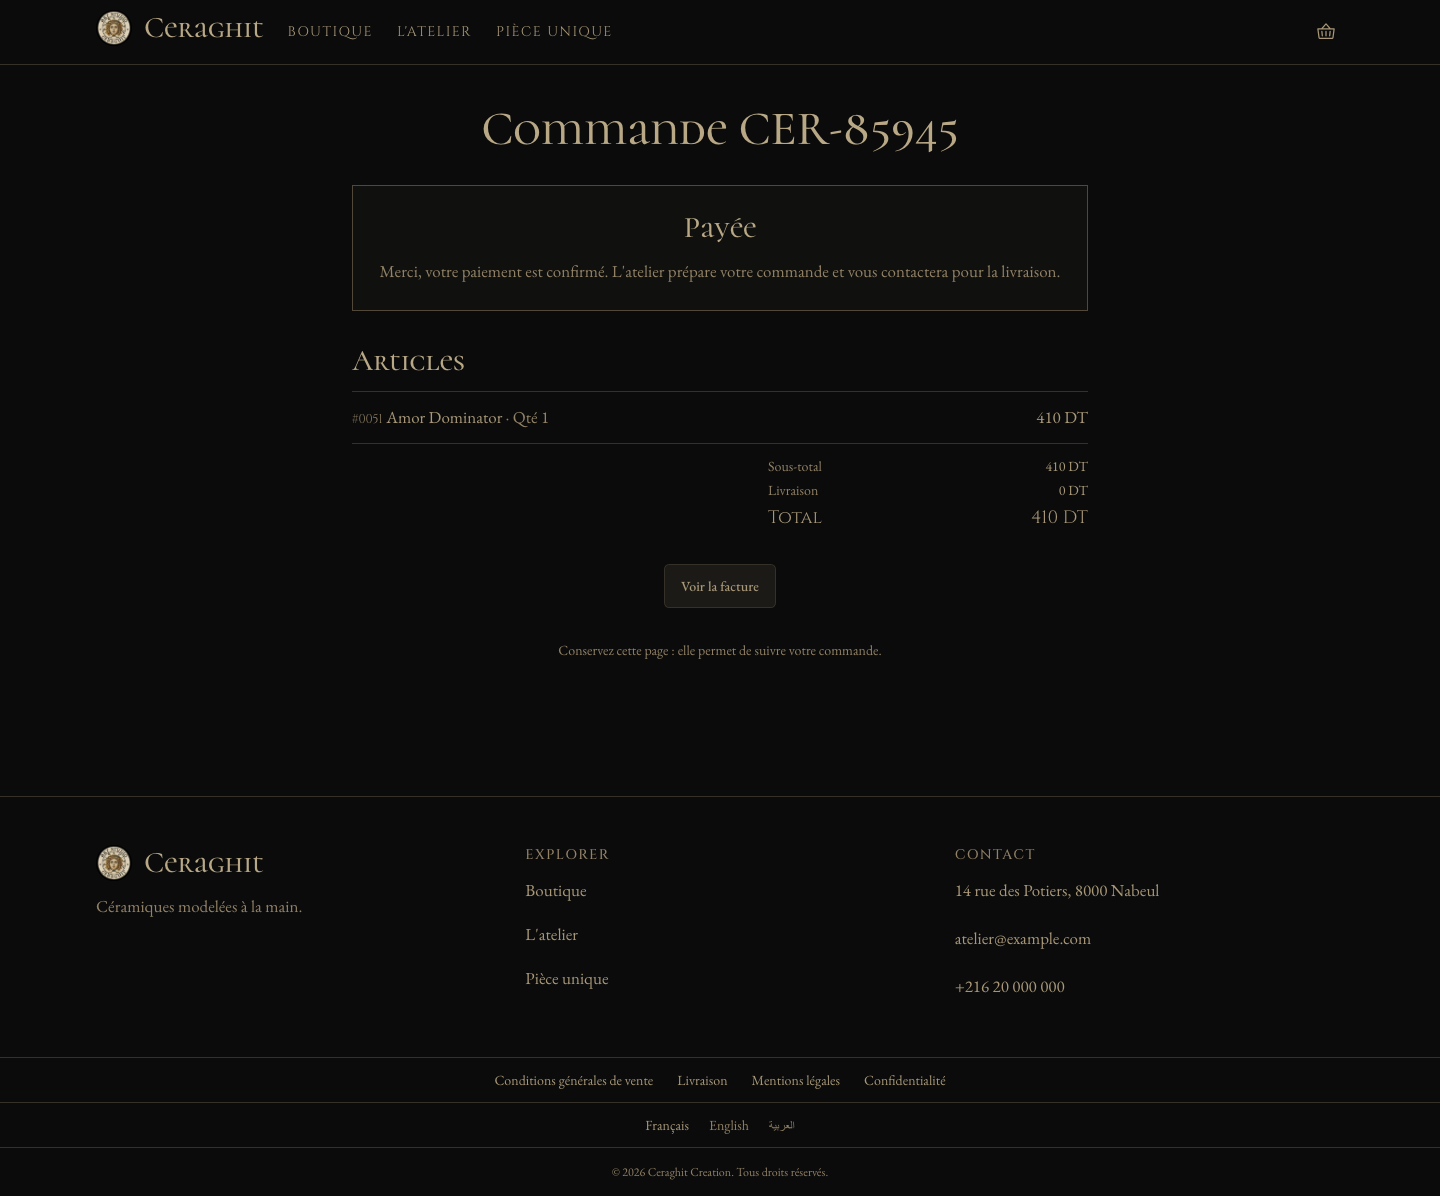 Ceraghit
BOUTIQUE
L'ATELIER
PIÈCE UNIQUE
Commande CER-85945
Payée
Merci, votre paiement est confirmé. L'atelier prépare votre commande et vous contactera pour la livraison.
Articles
#0051 Amor Dominator · Qté 1
410 DT
Sous-total
410 DT
Livraison
0 DT
Total
410 DT
Voir la facture
Conservez cette page : elle permet de suivre votre commande.
Ceraghit
Céramiques modelées à la main.
EXPLORER
Boutique
L'atelier
Pièce unique
CONTACT
14 rue des Potiers, 8000 Nabeul
atelier@example.com
+216 20 000 000
Conditions générales de vente
Livraison
Mentions légales
Confidentialité
Français
English
العربية
© 2026 Ceraghit Creation. Tous droits réservés.